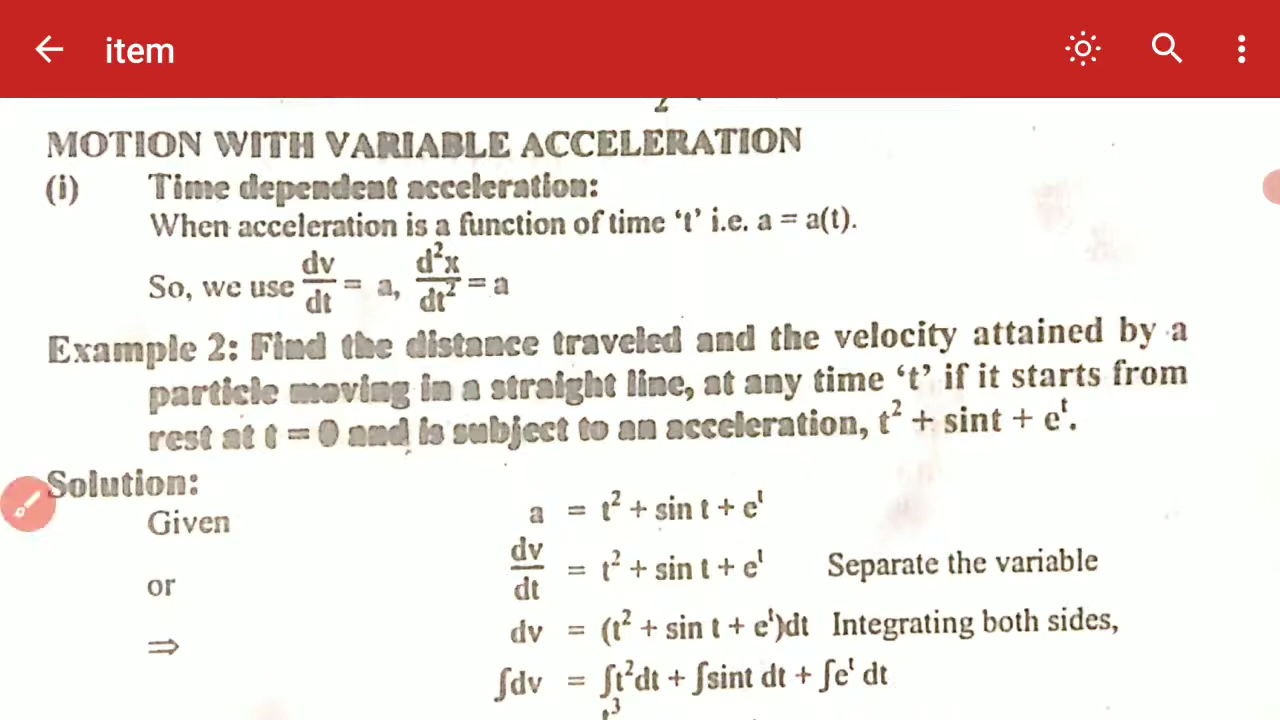 item
MOTION WITH VARIABLE ACCELERATION
(i) Time dependent acceleration:
When acceleration is a function of time ‘t’ i.e. a = a(t).
So, we use dv/dt = a, d²x/dt² = a
Example 2: Find the distance traveled and the velocity attained by a
particle moving in a straight line, at any time ‘t’ if it starts from
rest at t = 0 and is subject to an acceleration, t² + sint + eᵗ.
Solution:
Given a = t² + sin t + eᵗ
or dv/dt = t² + sin t + eᵗ Separate the variable
⇒ dv = (t² + sin t + eᵗ)dt Integrating both sides,
∫dv = ∫t²dt + ∫sint dt + ∫eᵗ dt